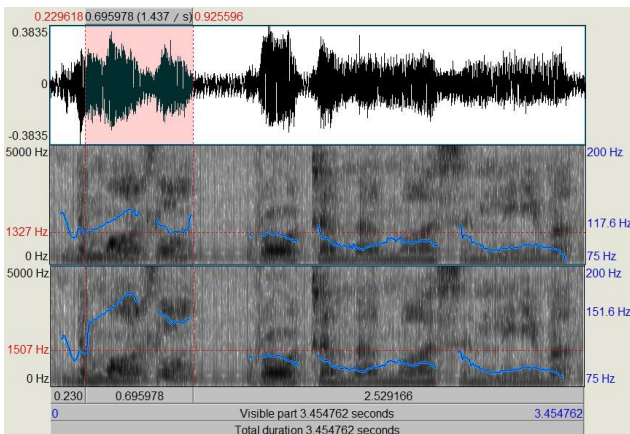 0.229618 0.695978 (1.437 / s) 0.925596
0.3835
0
-0.3835
5000 Hz 200 Hz
1327 Hz 117.6 Hz
0 Hz 75 Hz
5000 Hz 200 Hz
151.6 Hz
1507 Hz
0 Hz 75 Hz
0.230 0.695978 2.529166
0 Visible part 3.454762 seconds 3.454762
Total duration 3.454762 seconds